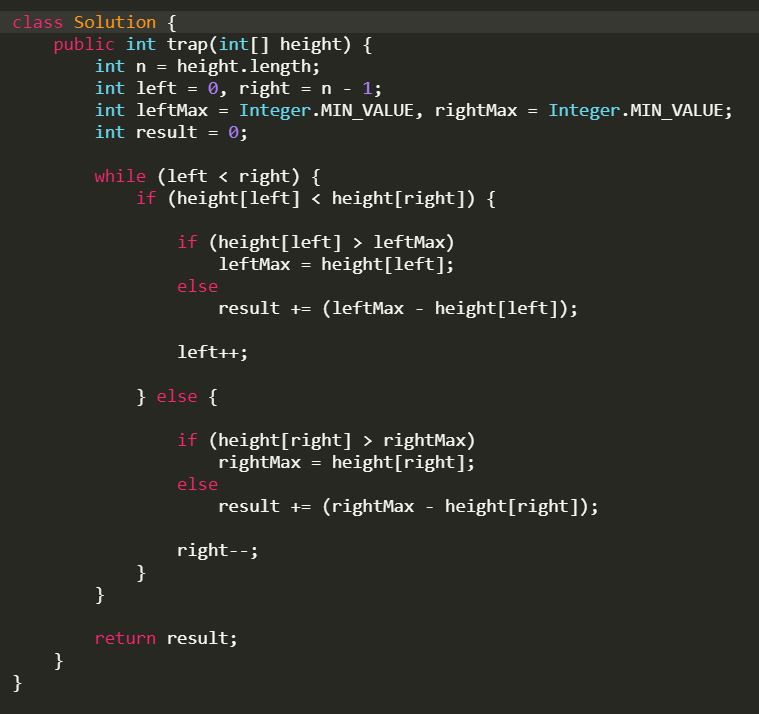 class Solution {
    public int trap(int[] height) {
        int n = height.length;
        int left = 0, right = n - 1;
        int leftMax = Integer.MIN_VALUE, rightMax = Integer.MIN_VALUE;
        int result = 0;

        while (left < right) {
            if (height[left] < height[right]) {

                if (height[left] > leftMax)
                    leftMax = height[left];
                else
                    result += (leftMax - height[left]);

                left++;

            } else {

                if (height[right] > rightMax)
                    rightMax = height[right];
                else
                    result += (rightMax - height[right]);

                right--;
            }
        }

        return result;
    }
}